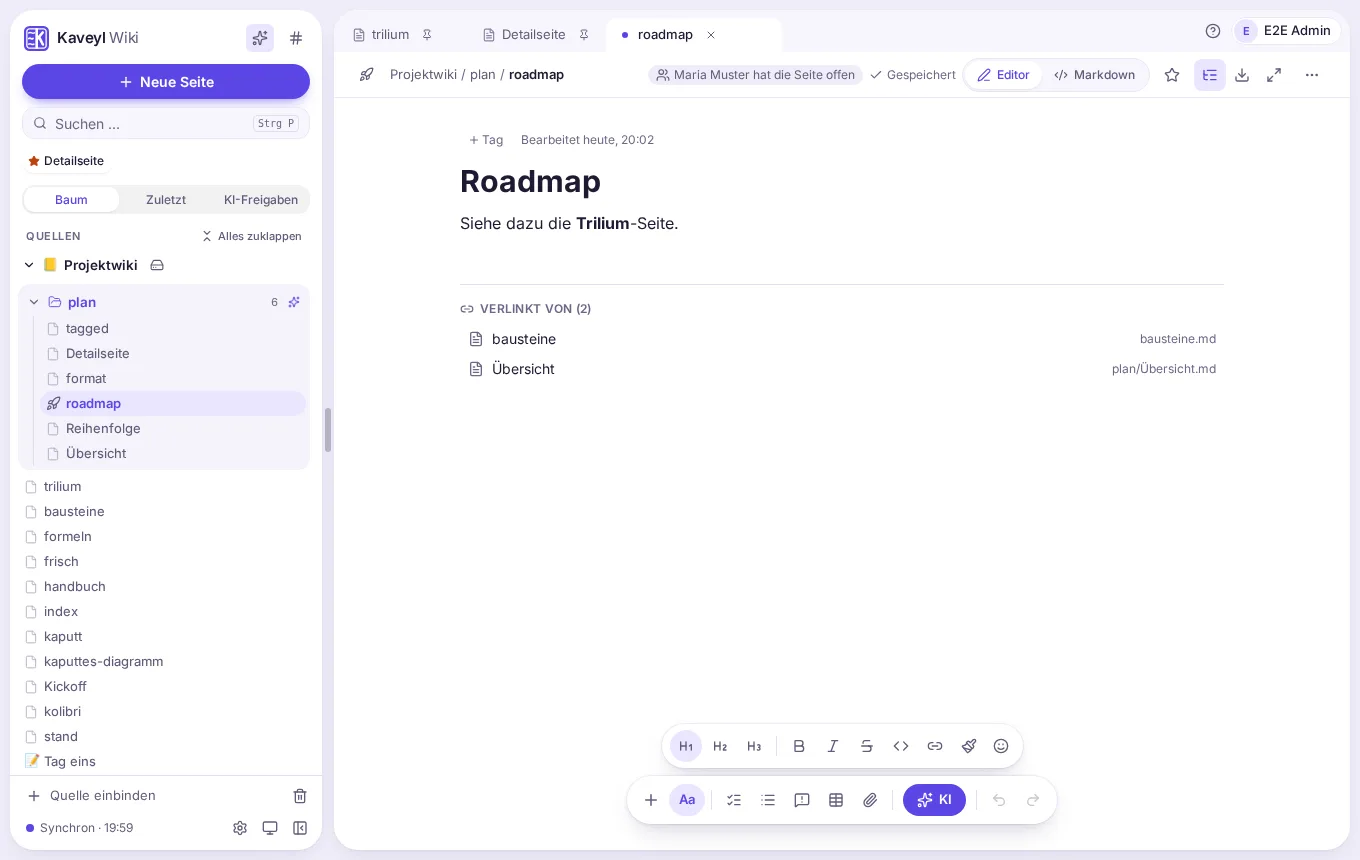 Kaveyl Wiki
Neue Seite
Suchen ... Strg P
Detailseite
Baum Zuletzt KI-Freigaben
QUELLEN Alles zuklappen
Projektwiki
plan 6
tagged
Detailseite
format
roadmap
Reihenfolge
Übersicht
trilium
bausteine
formeln
frisch
handbuch
index
kaputt
kaputtes-diagramm
Kickoff
kolibri
stand
Tag eins
Quelle einbinden
Synchron · 19:59
trilium Detailseite roadmap
E E2E Admin
Projektwiki / plan / roadmap Maria Muster hat die Seite offen Gespeichert Editor Markdown
+ Tag Bearbeitet heute, 20:02
Roadmap
Siehe dazu die Trilium-Seite.
VERLINKT VON (2)
bausteine bausteine.md
Übersicht plan/Übersicht.md
H1 H2 H3
Aa KI